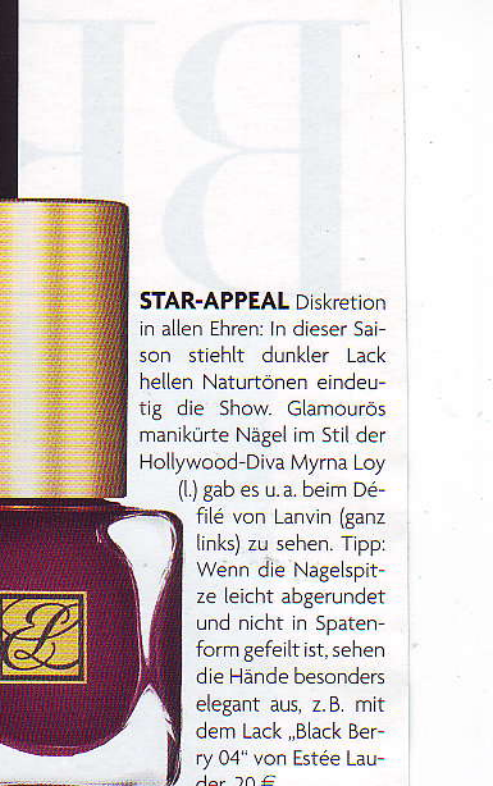 STAR-APPEAL Diskretion
in allen Ehren: In dieser Sai-
son stiehlt dunkler Lack
hellen Naturtönen eindeu-
tig die Show. Glamourös
manikürte Nägel im Stil der
Hollywood-Diva Myrna Loy
(l.) gab es u. a. beim Dé-
filé von Lanvin (ganz
links) zu sehen. Tipp:
Wenn die Nagelspit-
ze leicht abgerundet
und nicht in Spaten-
form gefeilt ist, sehen
die Hände besonders
elegant aus, z. B. mit
dem Lack „Black Ber-
ry 04“ von Estée Lau-
der, 20 €